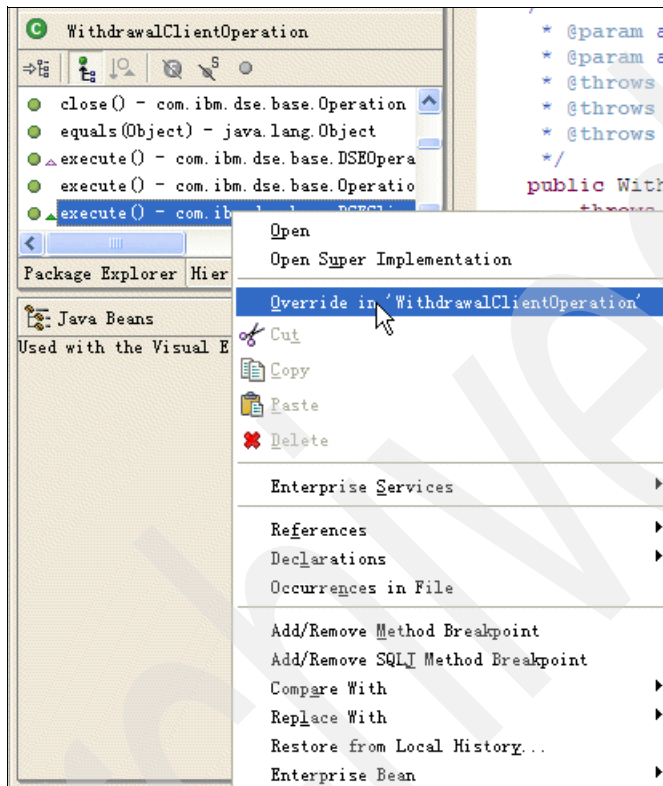 WithdrawalClientOperation
close() - com.ibm.dse.base.Operation
equals(Object) - java.lang.Object
execute() - com.ibm.dse.base.DSEOpera
execute() - com.ibm.dse.base.Operatio
execute() - com.ib
Package Explorer Hier
Java Beans
Used with the Visual E
* @param a
* @param a
* @throws
* @throws
* @throws
*/
public With
throws
Open
Open Super Implementation
Override in 'WithdrawalClientOperation'
Cut
Copy
Paste
Delete
Enterprise Services
References
Declarations
Occurrences in File
Add/Remove Method Breakpoint
Add/Remove SQLJ Method Breakpoint
Compare With
Replace With
Restore from Local History...
Enterprise Bean